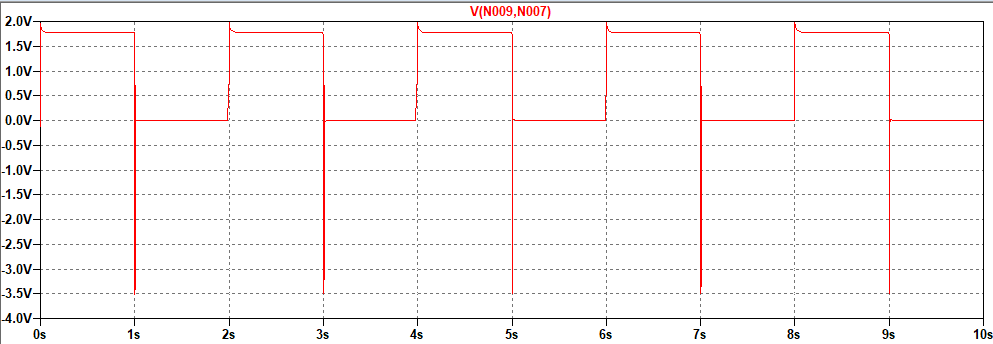 V(N009,N007)
2.0V
1.5V
1.0V
0.5V
0.0V
-0.5V
-1.0V
-1.5V
-2.0V
-2.5V
-3.0V
-3.5V
-4.0V
0s 1s 2s 3s 4s 5s 6s 7s 8s 9s 10s